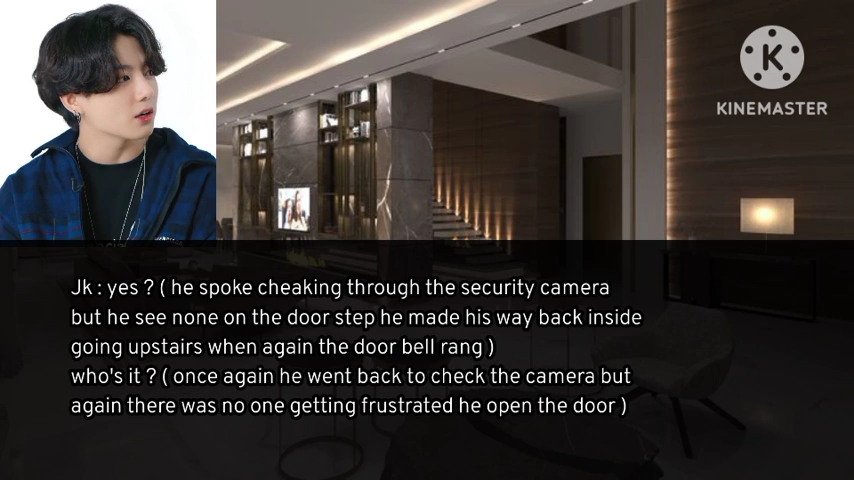 KINEMASTER
Jk : yes ? ( he spoke cheaking through the security camera
but he see none on the door step he made his way back inside
going upstairs when again the door bell rang )
who's it ? ( once again he went back to check the camera but
again there was no one getting frustrated he open the door )